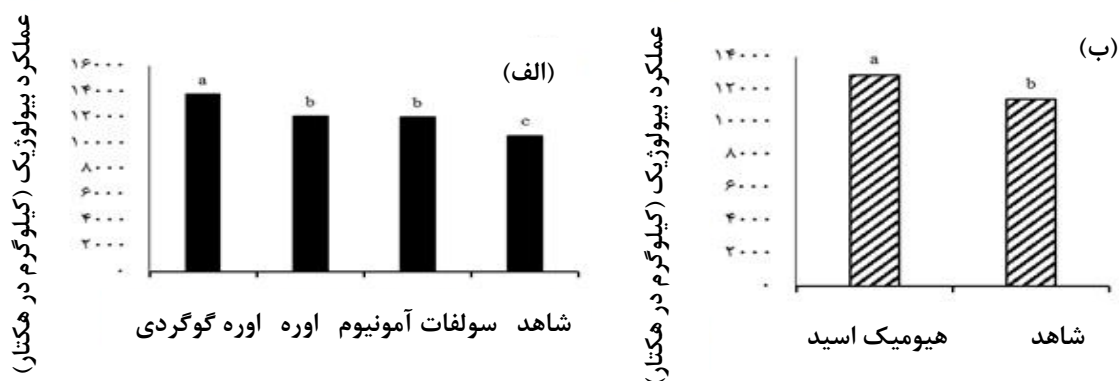 (الف)
عملکرد بیولوژیک (کیلوگرم در هکتار)
۱۶۰۰۰
۱۴۰۰۰
۱۲۰۰۰
۱۰۰۰۰
۸۰۰۰
۶۰۰۰
۴۰۰۰
۲۰۰۰
۰
a
b
b
c
اوره گوگردی
اوره
سولفات آمونیوم
شاهد
(ب)
عملکرد بیولوژیک (کیلوگرم در هکتار)
۱۴۰۰۰
۱۲۰۰۰
۱۰۰۰۰
۸۰۰۰
۶۰۰۰
۴۰۰۰
۲۰۰۰
۰
a
b
هیومیک اسید
شاهد